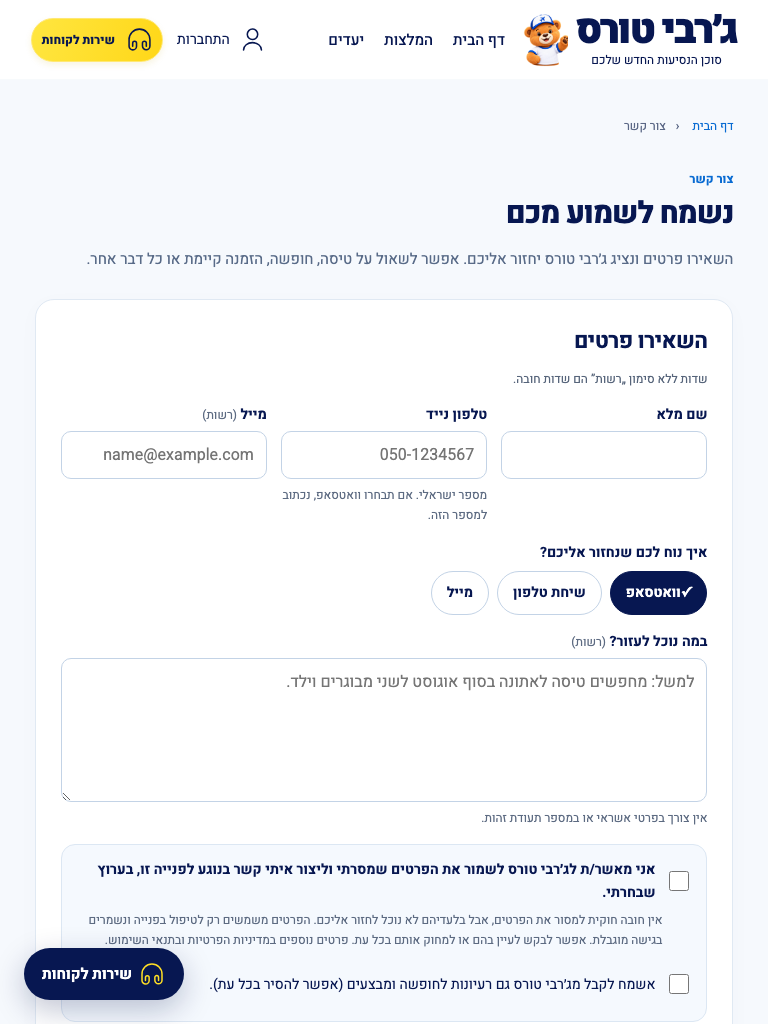 ג׳רבי טורס
סוכן הנסיעות החדש שלכם
דף הבית
המלצות
יעדים
התחברות
שירות לקוחות
דף הבית › צור קשר
צור קשר
נשמח לשמוע מכם
השאירו פרטים ונציג ג׳רבי טורס יחזור אליכם. אפשר לשאול על טיסה, חופשה, הזמנה קיימת או כל דבר אחר.
השאירו פרטים
שדות ללא סימון „רשות” הם שדות חובה.
שם מלא
טלפון נייד
050-1234567
מספר ישראלי. אם תבחרו וואטסאפ, נכתוב
למספר הזה.
מייל (רשות)
name@example.com
איך נוח לכם שנחזור אליכם?
✓וואטסאפ
שיחת טלפון
מייל
במה נוכל לעזור? (רשות)
למשל: מחפשים טיסה לאתונה בסוף אוגוסט לשני מבוגרים וילד.
אין צורך בפרטי אשראי או במספר תעודת זהות.
אני מאשר/ת לג׳רבי טורס לשמור את הפרטים שמסרתי וליצור איתי קשר בנוגע לפנייה זו, בערוץ
שבחרתי.
אין חובה חוקית למסור את הפרטים, אבל בלעדיהם לא נוכל לחזור אליכם. הפרטים משמשים רק לטיפול בפנייה ונשמרים
בגישה מוגבלת. אפשר לבקש לעיין בהם או למחוק אותם בכל עת. פרטים נוספים במדיניות הפרטיות ובתנאי השימוש.
אשמח לקבל מג׳רבי טורס גם רעיונות לחופשה ומבצעים (אפשר להסיר בכל עת).
שירות לקוחות